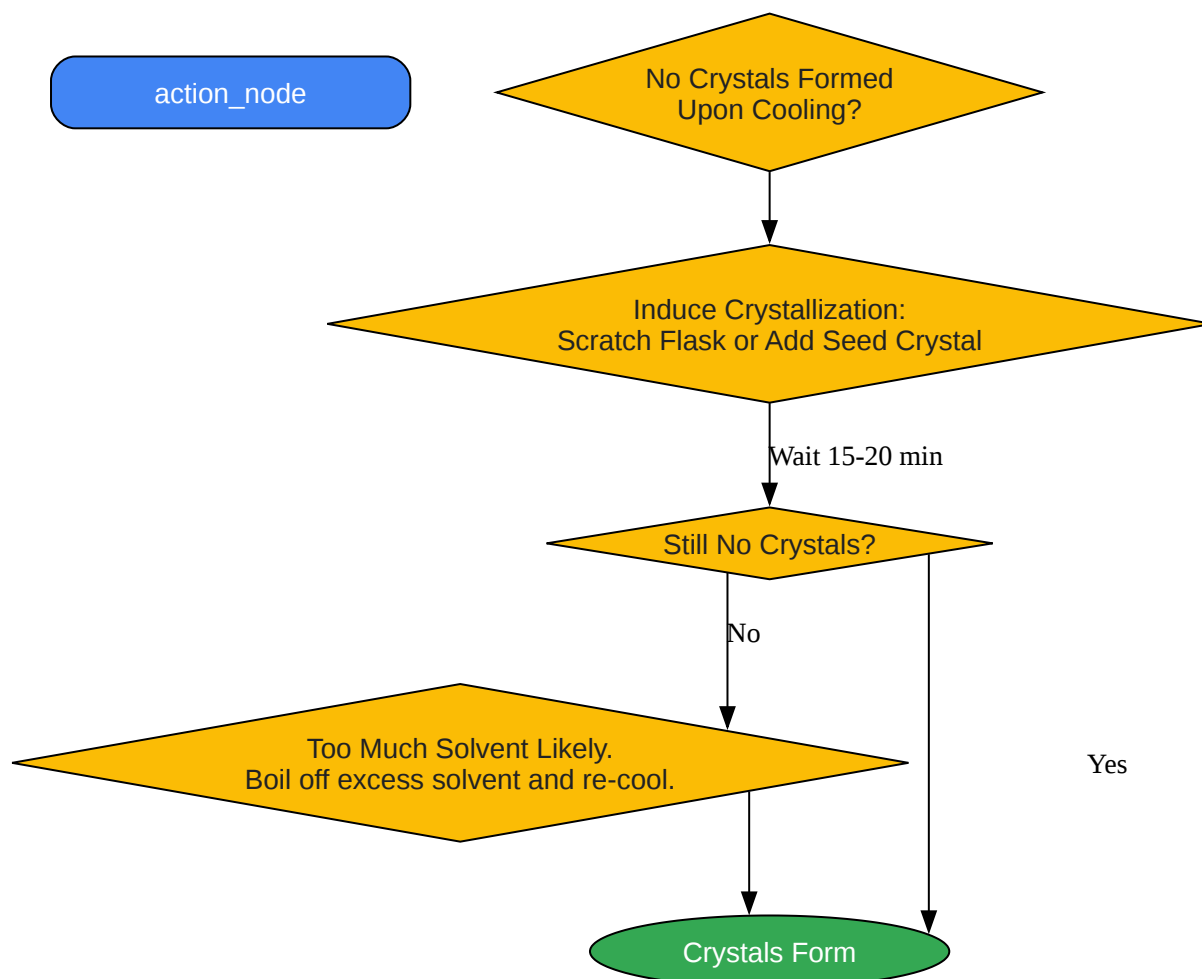 action_node
No Crystals Formed
Upon Cooling?
Induce Crystallization:
Scratch Flask or Add Seed Crystal
Wait 15-20 min
Still No Crystals?
No
Too Much Solvent Likely.
Boil off excess solvent and re-cool.
Yes
Crystals Form